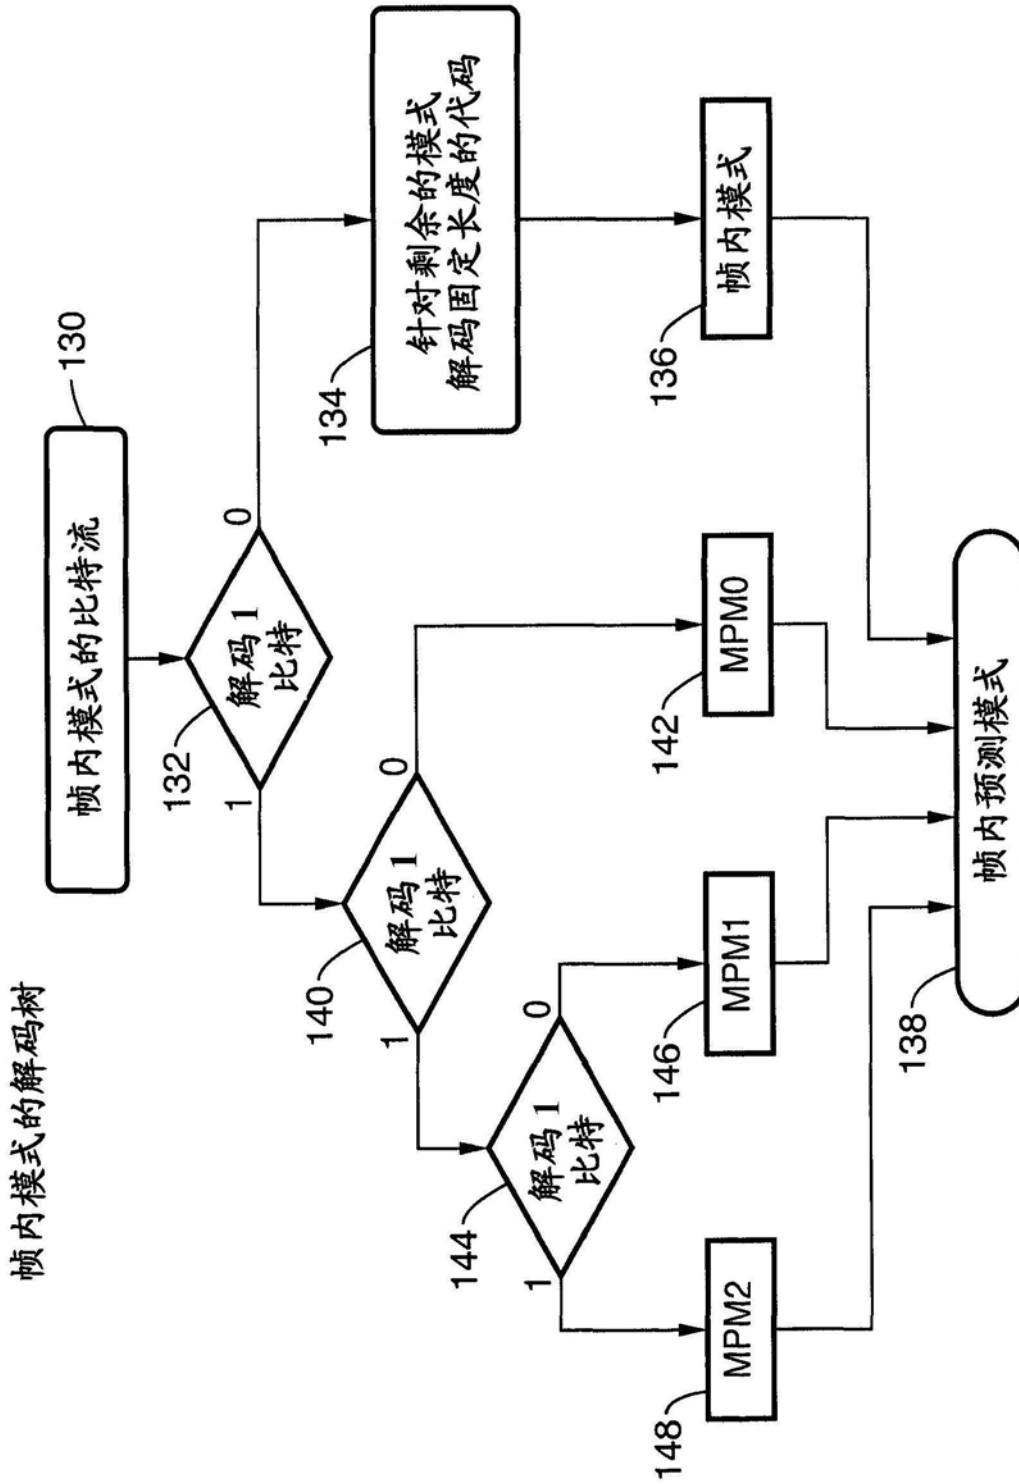 帧内模式的解码树
帧内模式的比特流
130
解码 1
比特
132
1
0
针对剩余的模式
解码固定长度的代码
134
解码 1
比特
140
1
0
帧内模式
136
解码 1
比特
144
1
0
MPM2
148
MPM1
146
MPM0
142
帧内预测模式
138